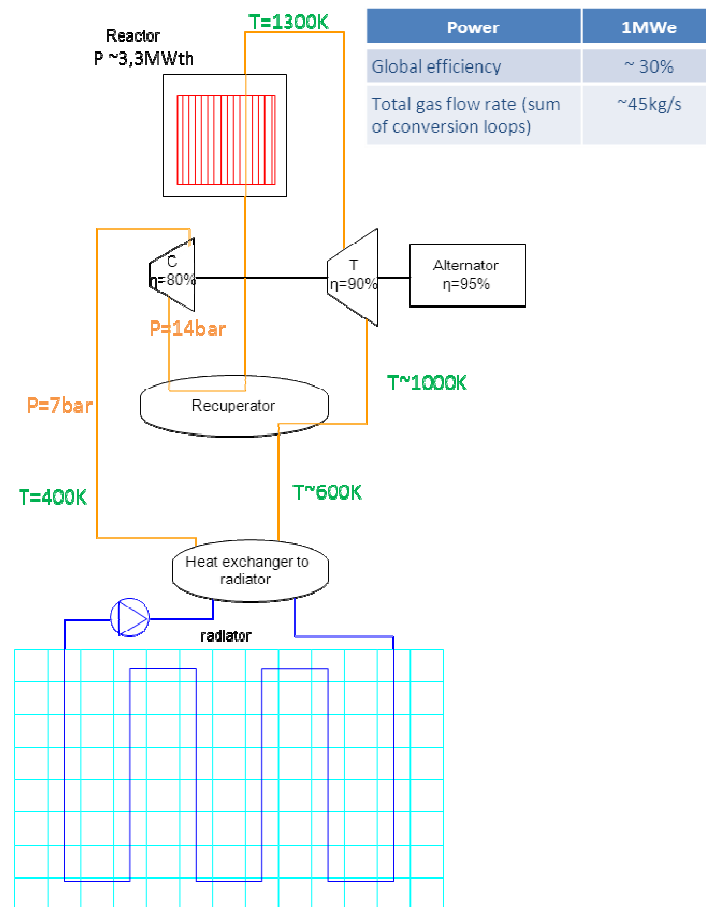 T=1300K
Reactor
P ~3,3MWth
Power 1MWe
Global efficiency ~ 30%
Total gas flow rate (sum ~45kg/s
of conversion loops)
C
η=80%
T
η=90%
Alternator
η=95%
P=14bar
T~1000K
P=7bar
Recuperator
T=400K
T~600K
Heat exchanger to
radiator
radiator